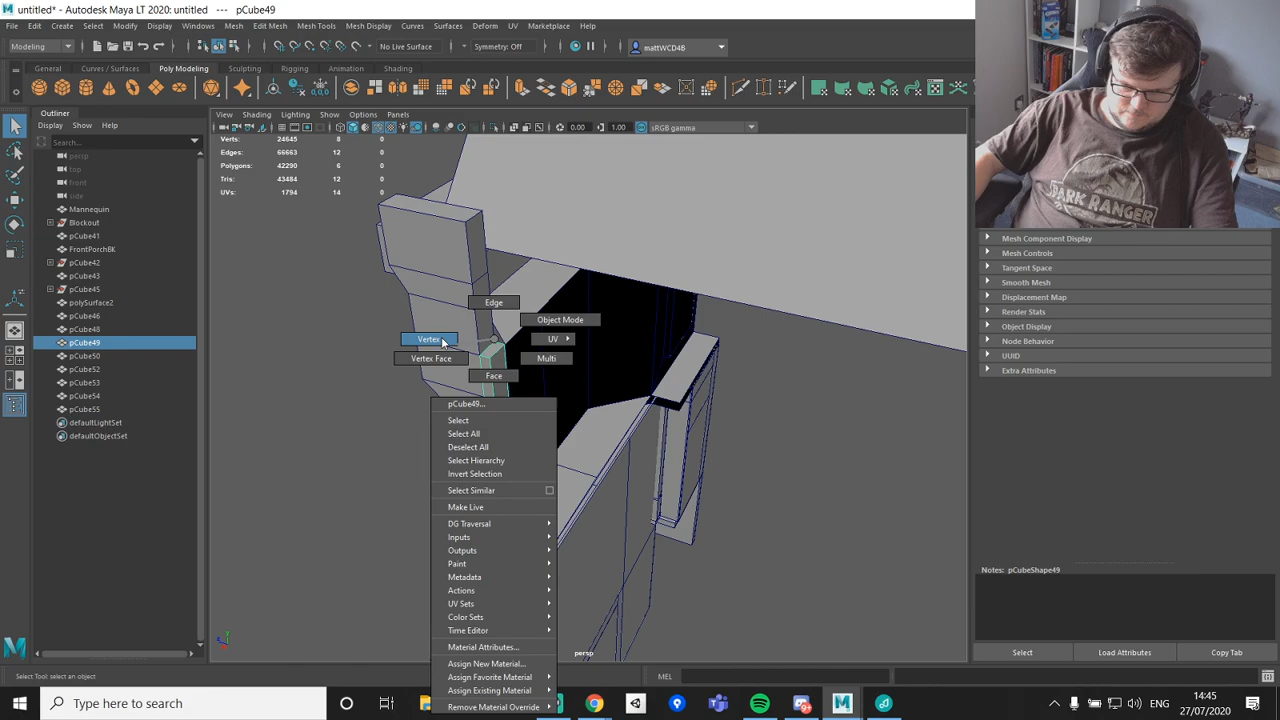 untitled* - Autodesk Maya LT 2020: untitled --- pCube49
File Edit Create Select Modify Display Windows Mesh Edit Mesh Mesh Tools Mesh Display Curves Surfaces Deform UV Marketplace Help
Modeling No Live Surface Symmetry: Off mattWCD4B
General Curves / Surfaces Poly Modeling Sculpting Rigging Animation Shading
Outliner
Display Show Help
Search...
persp
top
front
side
Mannequin
Blockout
pCube41
FrontPorchBK
pCube42
pCube43
pCube45
polySurface2
pCube46
pCube48
pCube49
pCube50
pCube52
pCube53
pCube54
pCube55
defaultLightSet
defaultObjectSet
View Shading Lighting Show Options Panels
0.00 1.00 sRGB gamma
Verts: 24645 8 0
Edges: 66663 12 0
Polygons: 42290 6 0
Tris: 43484 12 0
UVs: 1794 14 0
Edge
Object Mode
Vertex
UV
Vertex Face
Multi
Face
pCube49...
Select
Select All
Deselect All
Select Hierarchy
Invert Selection
Select Similar
Make Live
DG Traversal
Inputs
Outputs
Paint
Metadata
Actions
UV Sets
Color Sets
Time Editor
Material Attributes...
Assign New Material...
Assign Favorite Material
Assign Existing Material
Remove Material Override
persp
JURASSIC PARK RANGER
Mesh Component Display
Mesh Controls
Tangent Space
Smooth Mesh
Displacement Map
Render Stats
Object Display
Node Behavior
UUID
Extra Attributes
Notes: pCubeShape49
Select Load Attributes Copy Tab
Select Tool: select an object
MEL
Type here to search
14:45
27/07/2020